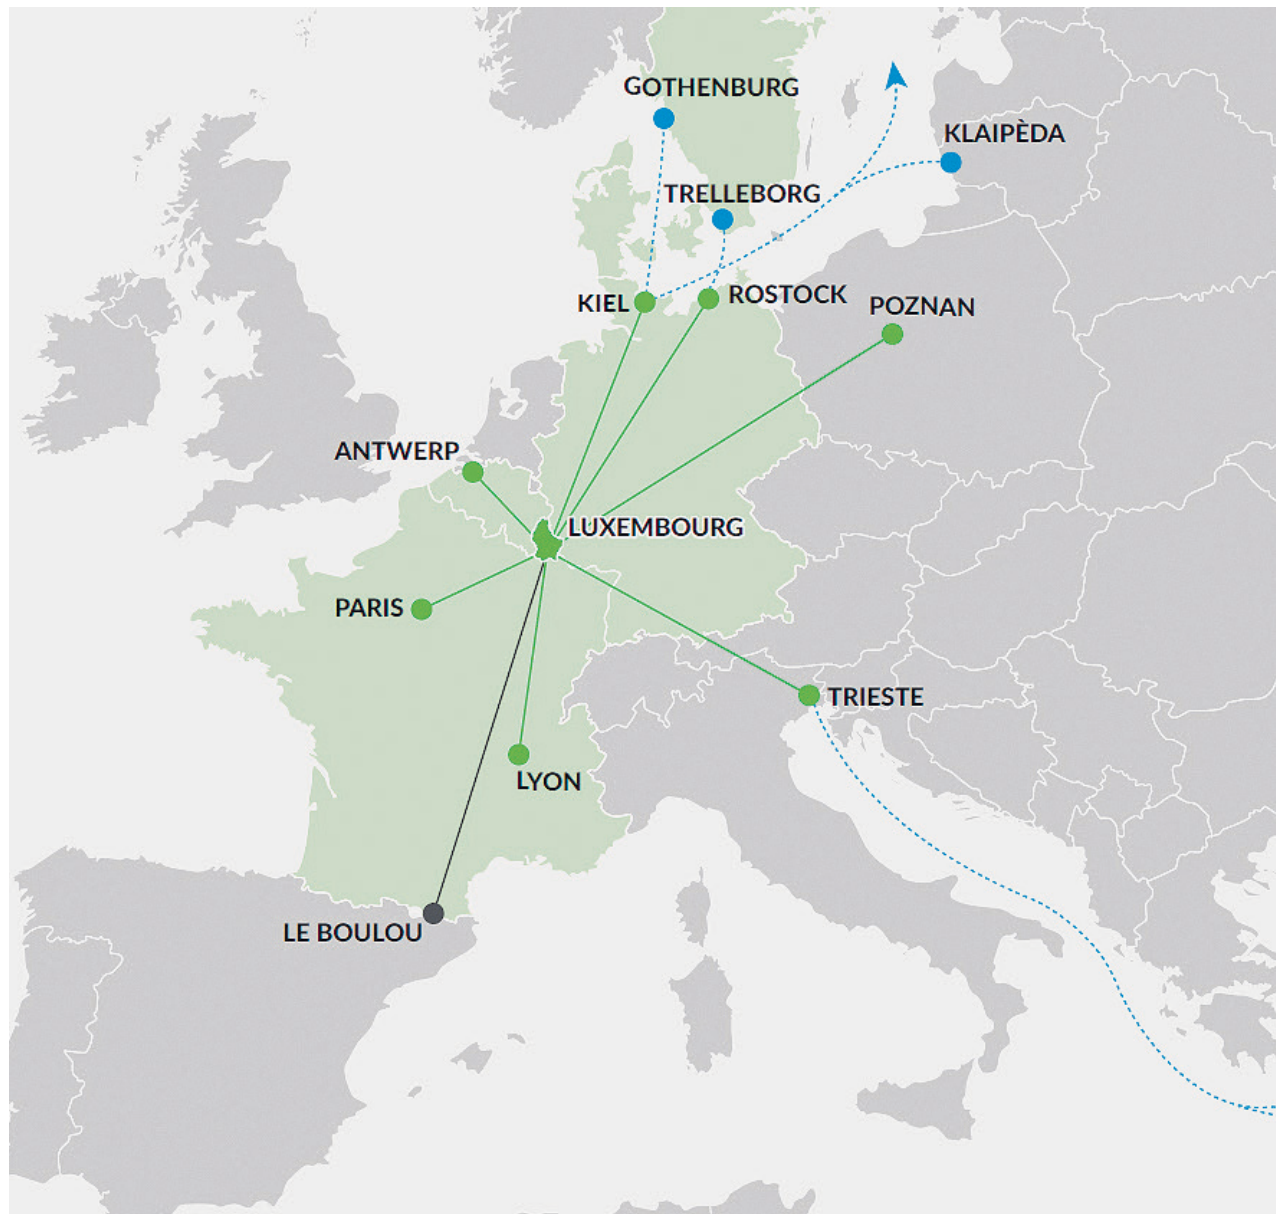 GOTHENBURG
KLAIPÈDA
TRELLEBORG
KIEL
ROSTOCK
POZNAN
ANTWERP
LUXEMBOURG
PARIS
TRIESTE
LYON
LE BOULOU